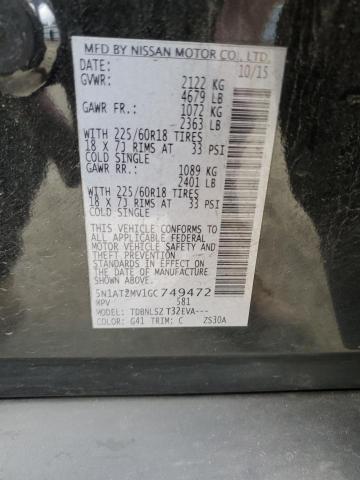 MFD BY NISSAN MOTOR CO., LTD.
DATE: 10/15
GVWR: 2122 KG
4679 LB
GAWR FR.: 1072 KG
2363 LB
WITH 225/60R18 TIRES
18 X 7J RIMS AT 33 PSI
COLD SINGLE
GAWR RR.: 1089 KG
2401 LB
WITH 225/60R18 TIRES
18 X 7J RIMS AT 33 PSI
COLD SINGLE
THIS VEHICLE CONFORMS TO
ALL APPLICABLE FEDERAL
MOTOR VEHICLE SAFETY
STANDARDS IN EFFECT ON
THE DATE OF MANUFACTURE
SHOWN ABOVE.
5N1AT2MV1GC749472
MPV 581
MODEL: TDBNLSZ T32EVA---
COLOR: G41 TRIM: C ZS30A